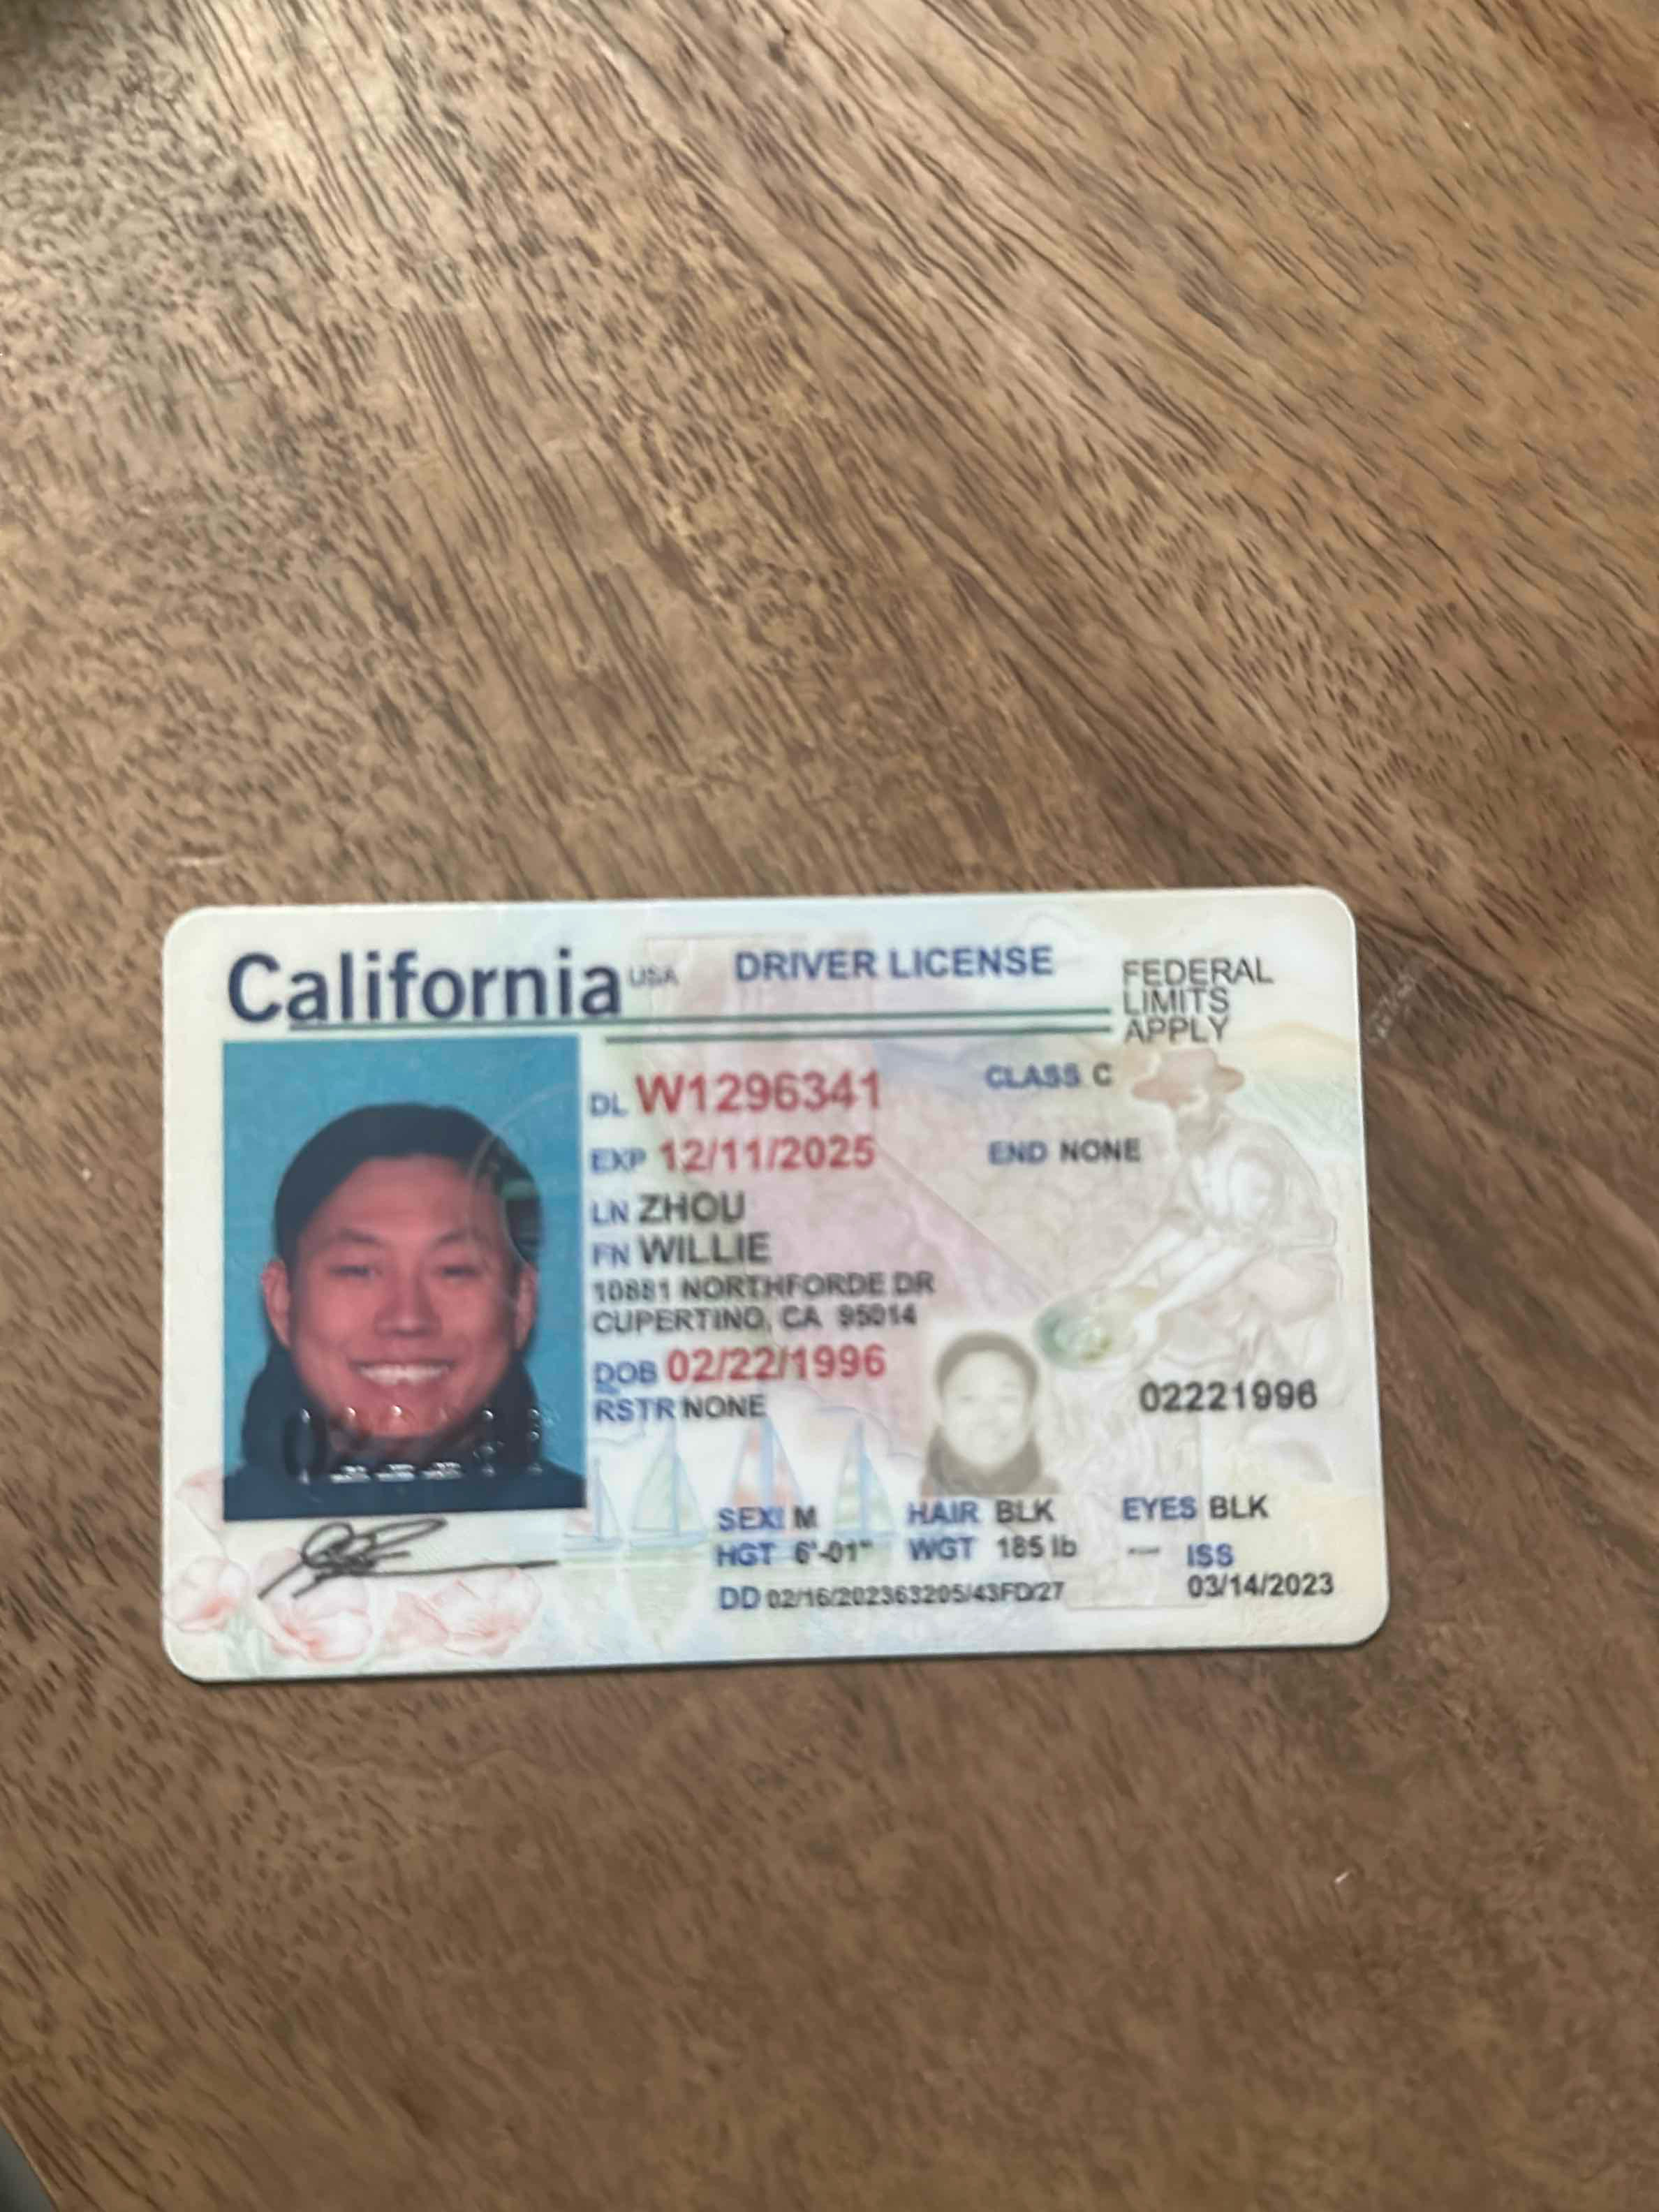 California USA DRIVER LICENSE
FEDERAL
LIMITS
APPLY
DL W1296341 CLASS C
EXP 12/11/2025 END NONE
LN ZHOU
FN WILLIE
10881 NORTHFORDE DR
CUPERTINO, CA 95014
DOB 02/22/1996
RSTR NONE 02221996
SEX M HAIR BLK EYES BLK
HGT 6'-01" WGT 185 lb ISS
DD 02/16/202363205/43FD/27 03/14/2023